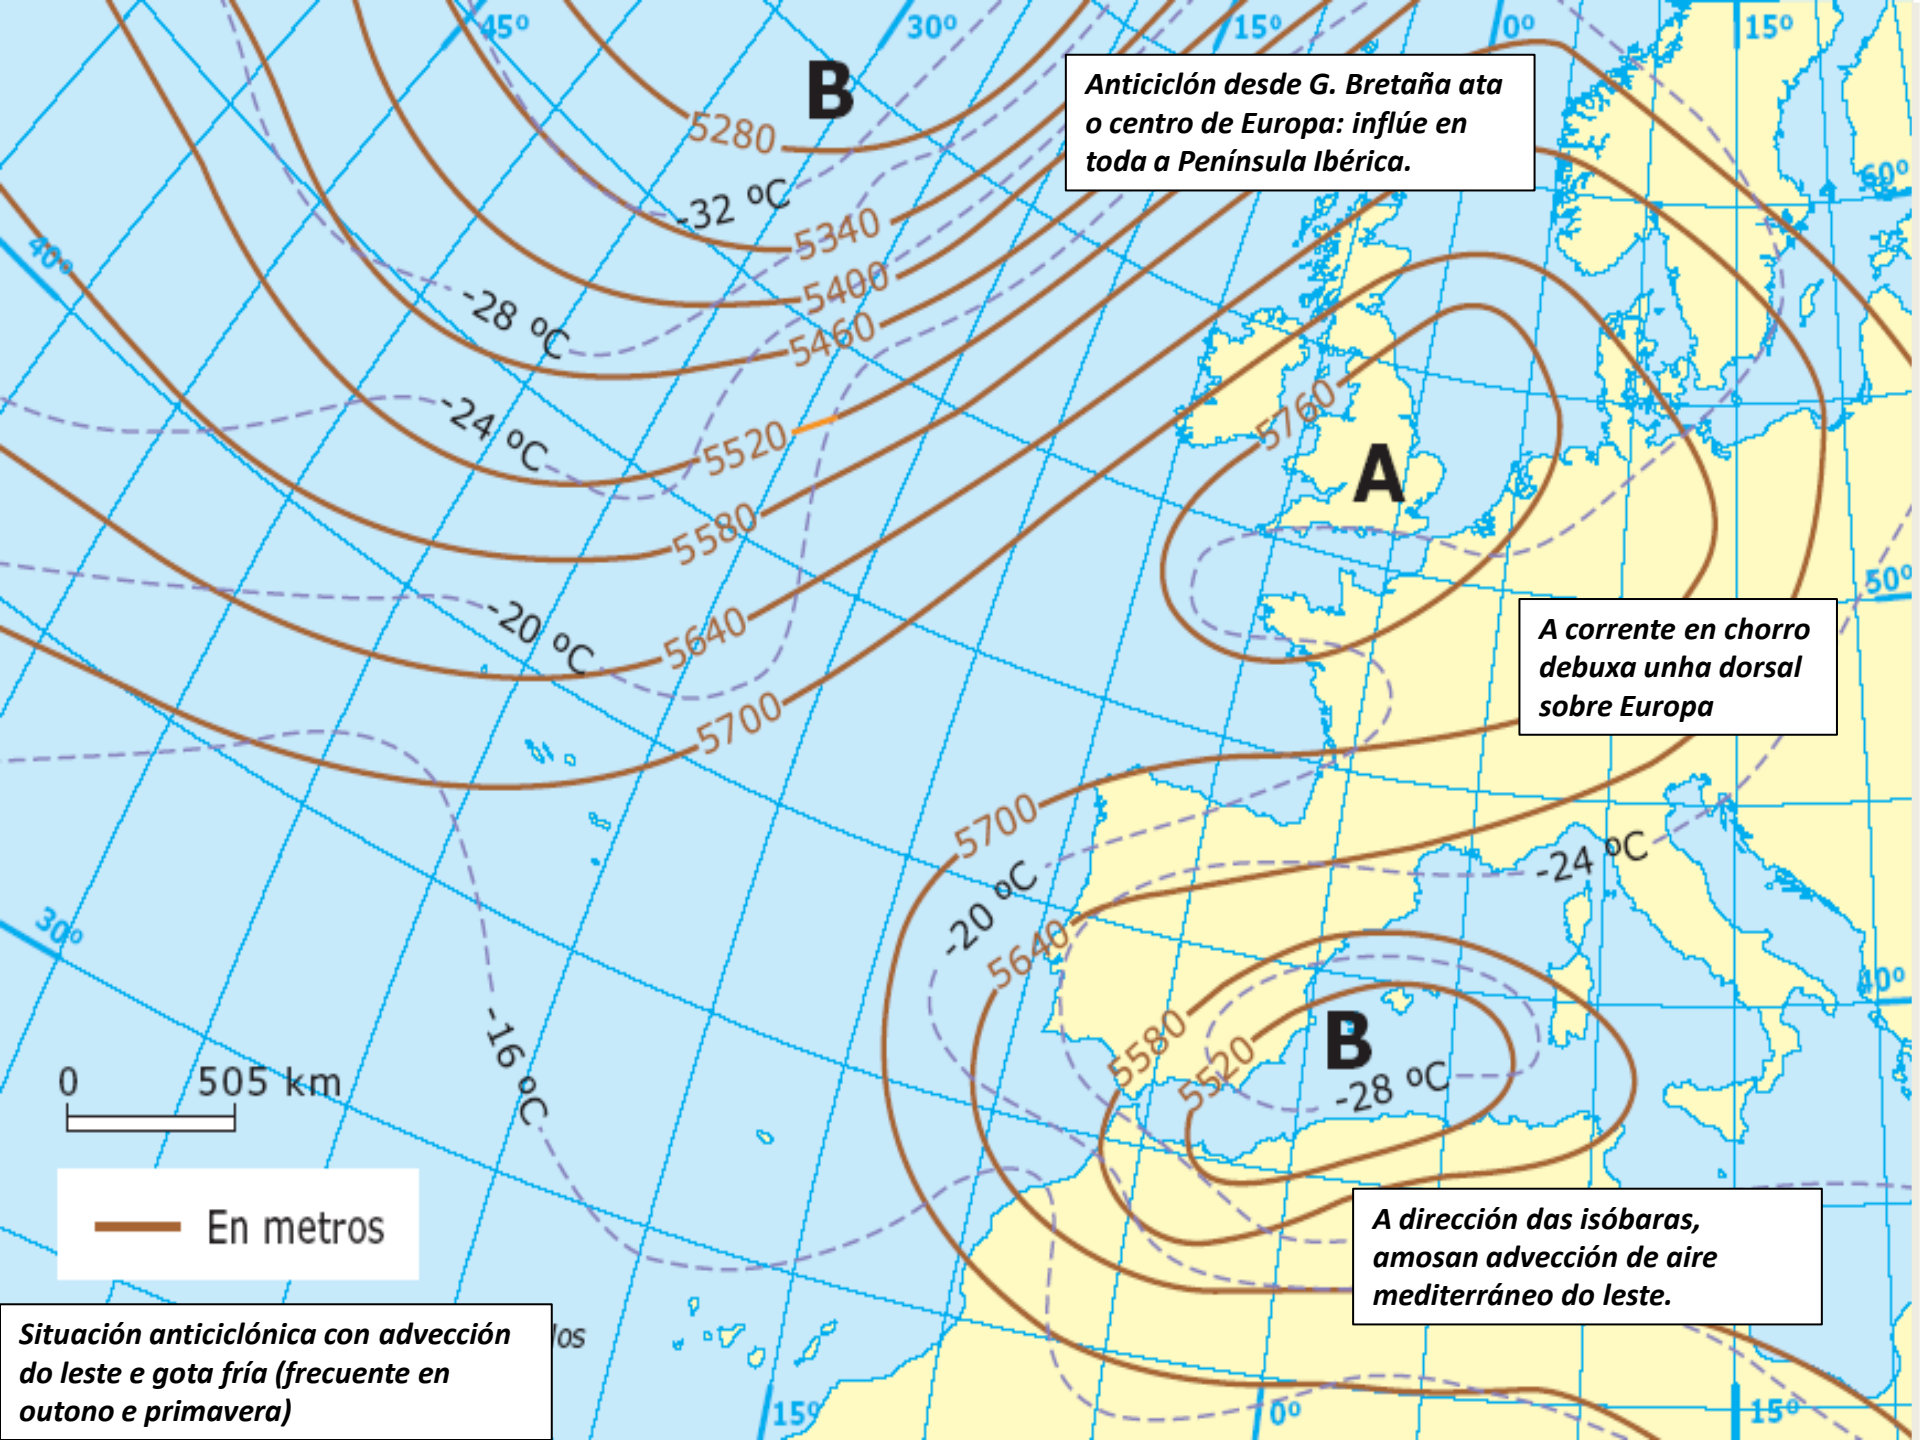 45º
30º
15º
0º
15º
B
Anticiclón desde G. Bretaña ata
o centro de Europa: inflúe en
toda a Península Ibérica.
5280
60º
-32 ºC
5340
40º
5400
-28 ºC
5460
5760
-24 ºC
5520
A
5580
50º
-20 ºC
5640
A corrente en chorro
debuxa unha dorsal
sobre Europa
5700
5700
-24 ºC
-20 ºC
30º
5640
40º
5580
B
5520
-28 ºC
-16 ºC
0
505 km
En metros
A dirección das isóbaras,
amosan advección de aire
mediterráneo do leste.
Situación anticiclónica con advección
do leste e gota fría (frecuente en
outono e primavera)
15º
0º
15º